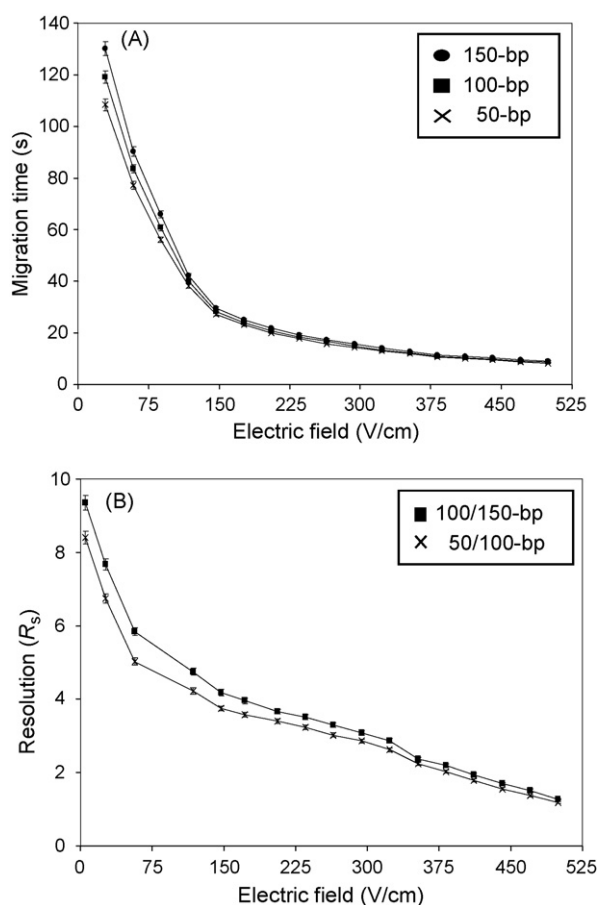 (A)
150-bp
100-bp
50-bp
Migration time (s)
140
120
100
80
60
40
20
0
0 75 150 225 300 375 450 525
Electric field (V/cm)
(B)
100/150-bp
50/100-bp
Resolution (Rs)
10
8
6
4
2
0
0 75 150 225 300 375 450 525
Electric field (V/cm)